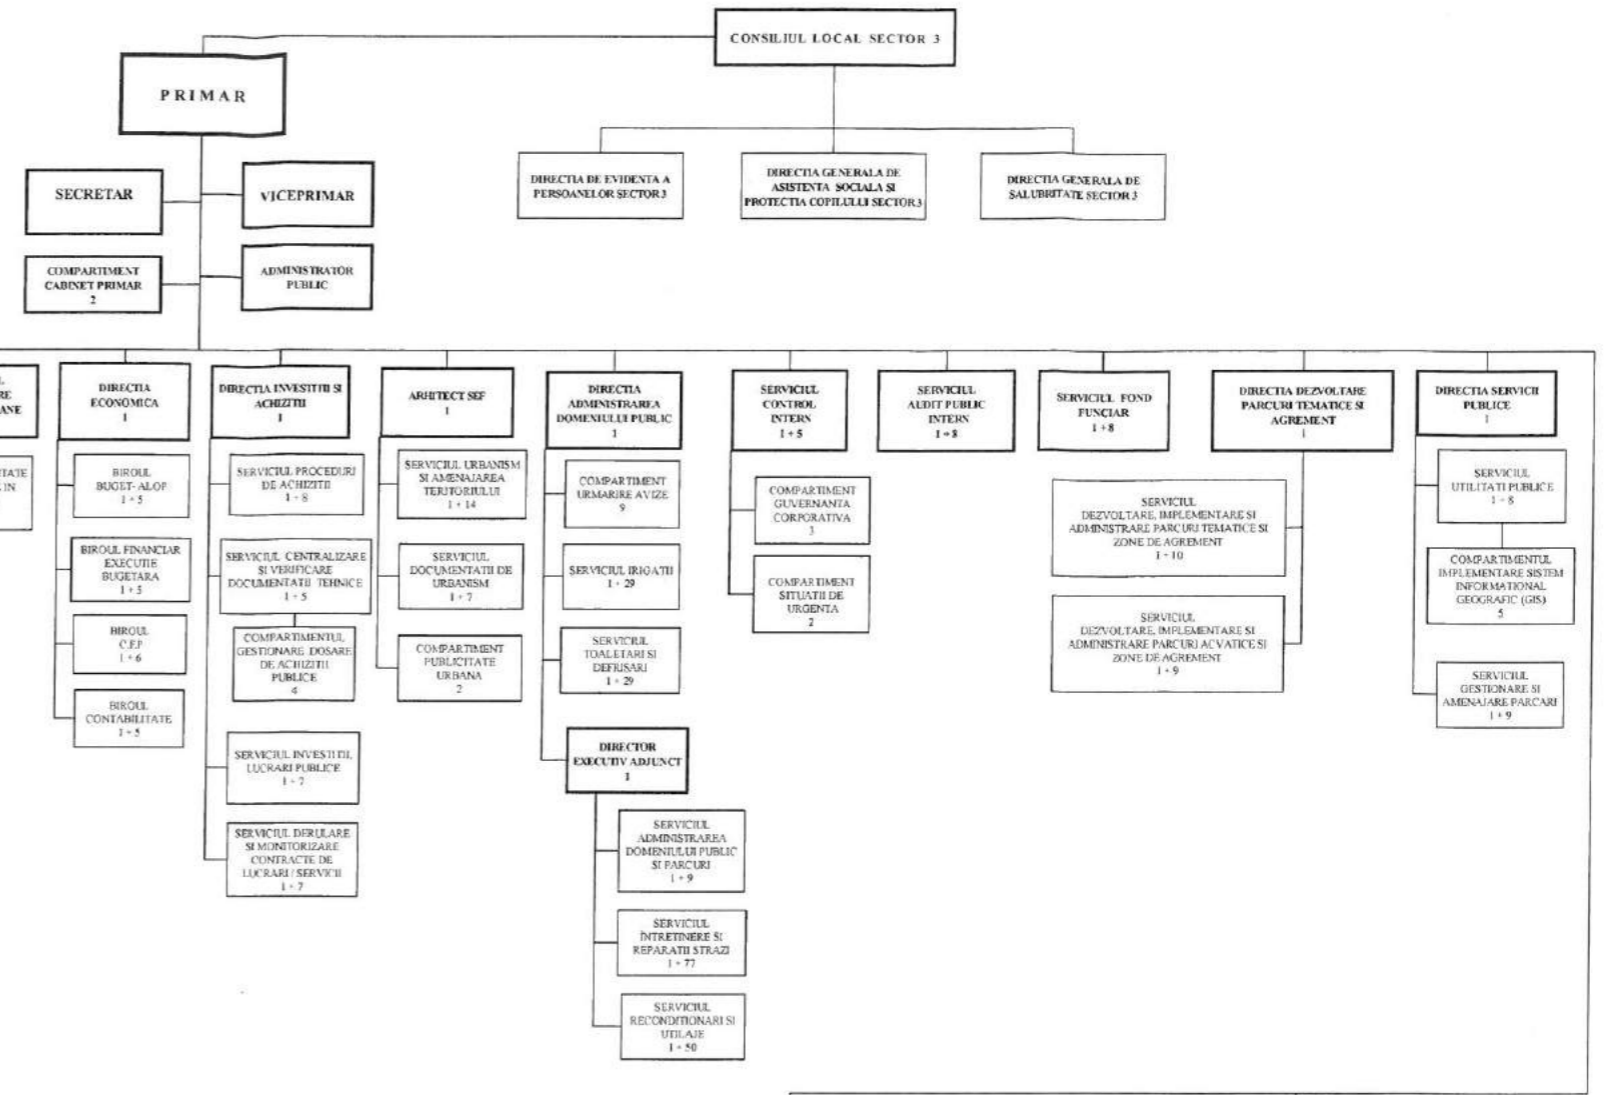 CONSILIUL LOCAL SECTOR 3
PRIMAR
DIRECTIA DE EVIDENTA A
PERSOANELOR SECTOR 3
DIRECTIA GENERALA DE
ASISTENTA SOCIALA SI
PROTECTIA COPILULUI SECTOR 3
DIRECTIA GENERALA DE
SALUBRITATE SECTOR 3
SECRETAR
VICEPRIMAR
COMPARTIMENT
CABINET PRIMAR
2
ADMINISTRATOR
PUBLIC
L
RE
ANE
TATE
IN
DIRECTIA
ECONOMICA
1
BIROUL
BUGET- ALOP
1 + 5
BIROUL FINANCIAR
EXECUTIE
BUGETARA
1 + 5
BIROUL
C.F.P
1 + 6
BIROUL
CONTABILITATE
1 + 5
DIRECTIA INVESTITII SI
ACHIZITII
1
SERVICIUL PROCEDURI
DE ACHIZITII
1 + 8
SERVICIUL CENTRALIZARE
SI VERIFICARE
DOCUMENTATII TEHNICE
1 + 5
COMPARTIMENTUL
GESTIONARE DOSARE
DE ACHIZITII
PUBLICE
4
SERVICIUL INVESTITII,
LUCRARI PUBLICE
1 + 7
SERVICIUL DERULARE
SI MONITORIZARE
CONTRACTE DE
LUCRARI / SERVICII
1 + 7
ARHITECT SEF
1
SERVICIUL URBANISM
SI AMENAJAREA
TERITORIULUI
1 + 14
SERVICIUL
DOCUMENTATII DE
URBANISM
1 + 7
COMPARTIMENT
PUBLICITATE
URBANA
2
DIRECTIA
ADMINISTRAREA
DOMENIULUI PUBLIC
1
COMPARTIMENT
URMARIRE AVIZE
9
SERVICIUL IRIGATII
1 + 29
SERVICIUL
TOALETARI SI
DEFRISARI
1 + 29
DIRECTOR
EXECUTIV ADJUNCT
1
SERVICIUL
ADMINISTRAREA
DOMENIULUI PUBLIC
SI PARCURI
1 + 9
SERVICIUL
ÎNTRETINERE SI
REPARATII STRAZI
1 + 77
SERVICIUL
RECONDITIONARI SI
UTILAJE
1 + 50
SERVICIUL
CONTROL
INTERN
1 + 5
COMPARTIMENT
GUVERNANTA
CORPORATIVA
3
COMPARTIMENT
SITUATII DE
URGENTA
2
SERVICIUL
AUDIT PUBLIC
INTERN
1 + 8
SERVICIUL FOND
FUNCIAR
1 + 8
DIRECTIA DEZVOLTARE
PARCURI TEMATICE SI
AGREMENT
1
SERVICIUL
DEZVOLTARE, IMPLEMENTARE SI
ADMINISTRARE PARCURI TEMATICE SI
ZONE DE AGREMENT
1 + 10
SERVICIUL
DEZVOLTARE, IMPLEMENTARE SI
ADMINISTRARE PARCURI ACVATICE SI
ZONE DE AGREMENT
1 + 9
DIRECTIA SERVICII
PUBLICE
1
SERVICIUL
UTILITATI PUBLICE
1 + 8
COMPARTIMENTUL
IMPLEMENTARE SISTEM
INFORMATIONAL
GEOGRAFIC (GIS)
5
SERVICIUL
GESTIONARE SI
AMENAJARE PARCARI
1 + 9